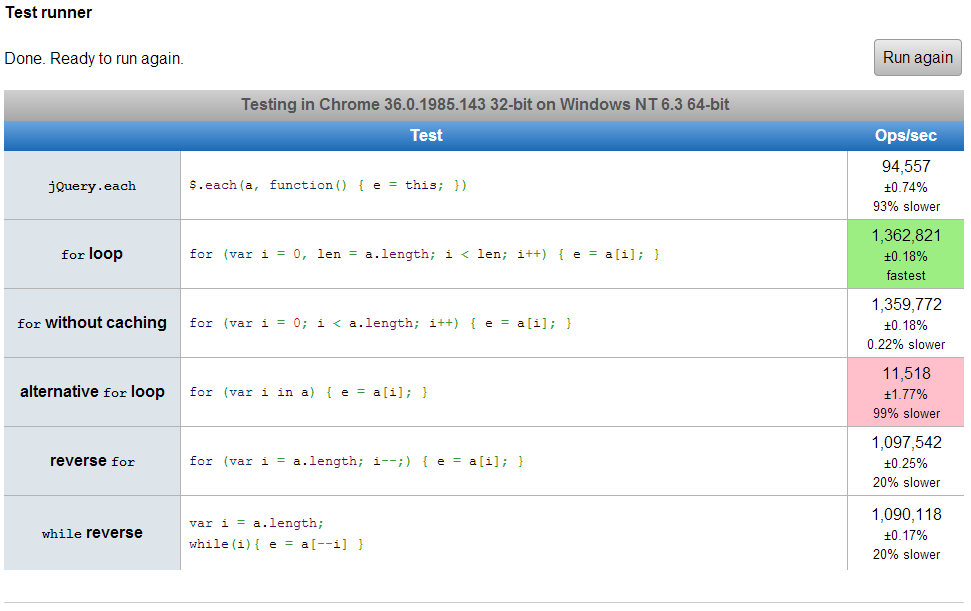 Test runner
Done. Ready to run again.
Run again
Testing in Chrome 36.0.1985.143 32-bit on Windows NT 6.3 64-bit
Test Ops/sec
jQuery.each
$.each(a, function() { e = this; })
94,557
±0.74%
93% slower
for loop
for (var i = 0, len = a.length; i < len; i++) { e = a[i]; }
1,362,821
±0.18%
fastest
for without caching
for (var i = 0; i < a.length; i++) { e = a[i]; }
1,359,772
±0.18%
0.22% slower
alternative for loop
for (var i in a) { e = a[i]; }
11,518
±1.77%
99% slower
reverse for
for (var i = a.length; i--;) { e = a[i]; }
1,097,542
±0.25%
20% slower
while reverse
var i = a.length;
while(i){ e = a[--i] }
1,090,118
±0.17%
20% slower